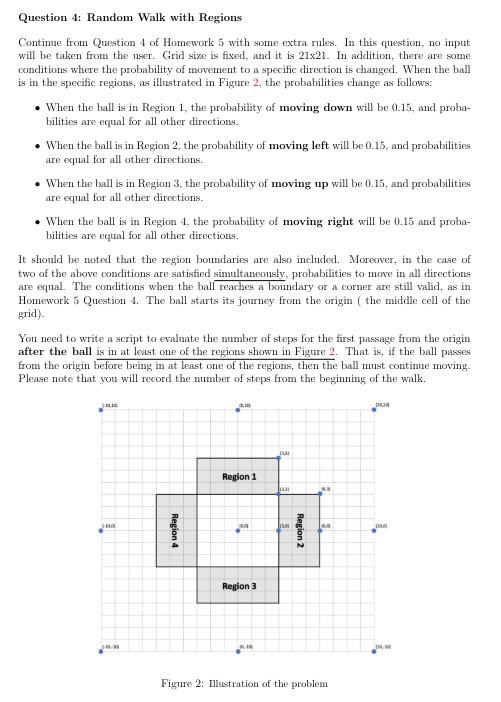 Question 4: Random Walk with Regions
Continue from Question 4 of Homework 5 with some extra rules. In this question, no input
will be taken from the user. Grid size is fixed, and it is 21x21. In addition, there are some
conditions where the probability of movement to a specific direction is changed. When the ball
is in the specific regions, as illustrated in Figure 2, the probabilities change as follows:
• When the ball is in Region 1, the probability of moving down will be 0.15, and proba-
bilities are equal for all other directions.
• When the ball is in Region 2, the probability of moving left will be 0.15, and probabilities
are equal for all other directions.
• When the ball is in Region 3, the probability of moving up will be 0.15, and probabilities
are equal for all other directions.
• When the ball is in Region 4, the probability of moving right will be 0.15 and proba-
bilities are equal for all other directions.
It should be noted that the region boundaries are also included. Moreover, in the case of
two of the above conditions are satisfied simultaneously, probabilities to move in all directions
are equal. The conditions when the ball reaches a boundary or a corner are still valid, as in
Homework 5 Question 4. The ball starts its journey from the origin ( the middle cell of the
grid).
You need to write a script to evaluate the number of steps for the first passage from the origin
after the ball is in at least one of the regions shown in Figure 2. That is, if the ball passes
from the origin before being in at least one of the regions, then the ball must continue moving.
Please note that you will record the number of steps from the beginning of the walk.
(-10,10)
(0,10)
(10,10)
(3,6)
Region 1
(3,3)
(6,3)
Region 4
Region 2
(-10,0)
(0,0)
(3,0)
(6,0)
(10,0)
Region 3
(-10,-10)
(0,-10)
(10,-10)
Figure 2: Illustration of the problem